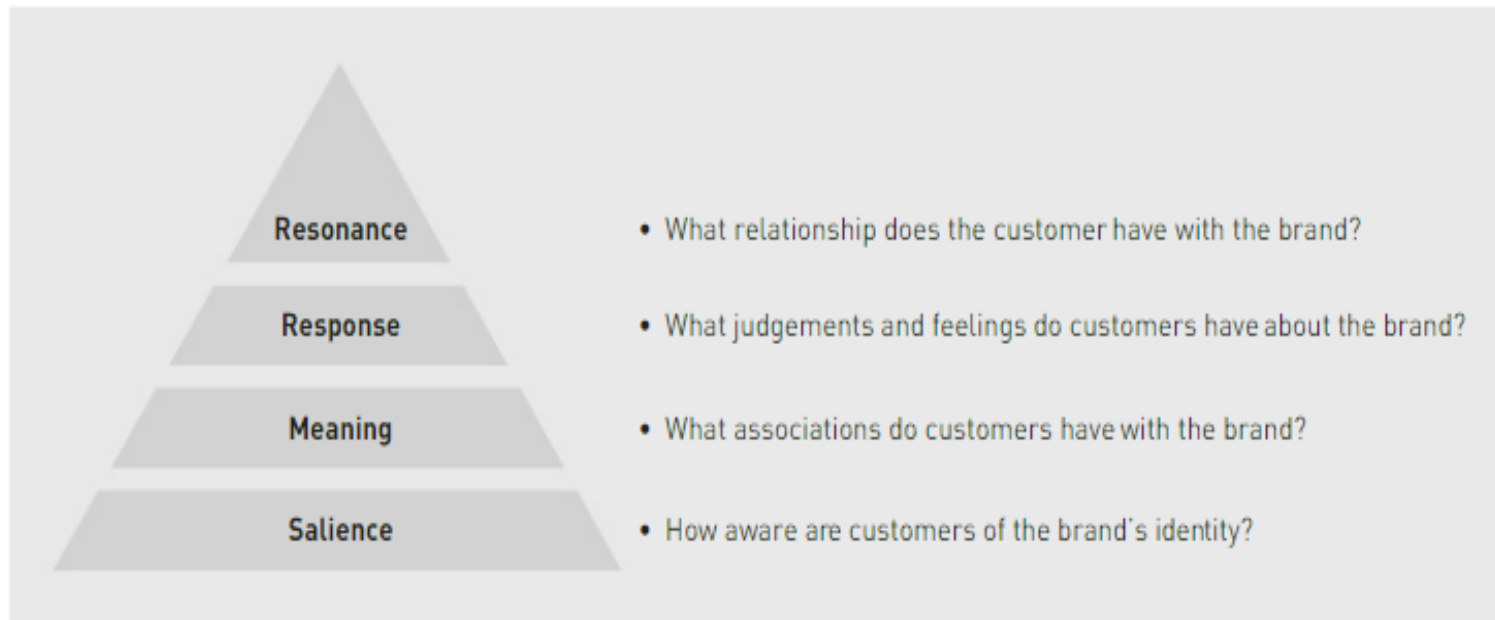 Resonance
• What relationship does the customer have with the brand?
Response
• What judgements and feelings do customers have about the brand?
Meaning
• What associations do customers have with the brand?
Salience
• How aware are customers of the brand's identity?